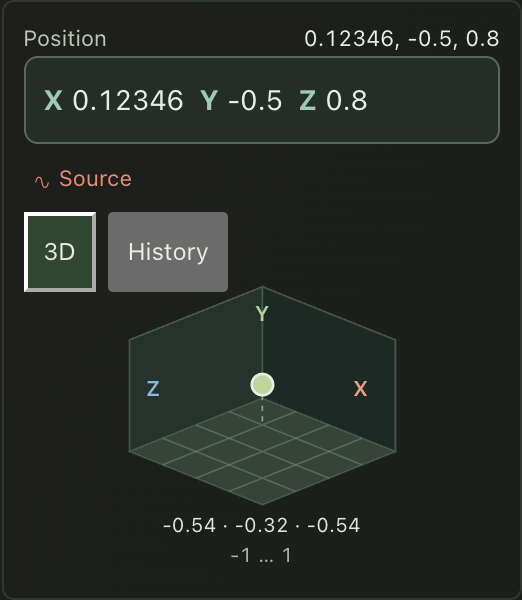 Position 0.12346, -0.5, 0.8
X 0.12346 Y -0.5 Z 0.8
∿ Source
3D History
Y
Z X
-0.54 · -0.32 · -0.54
-1 … 1